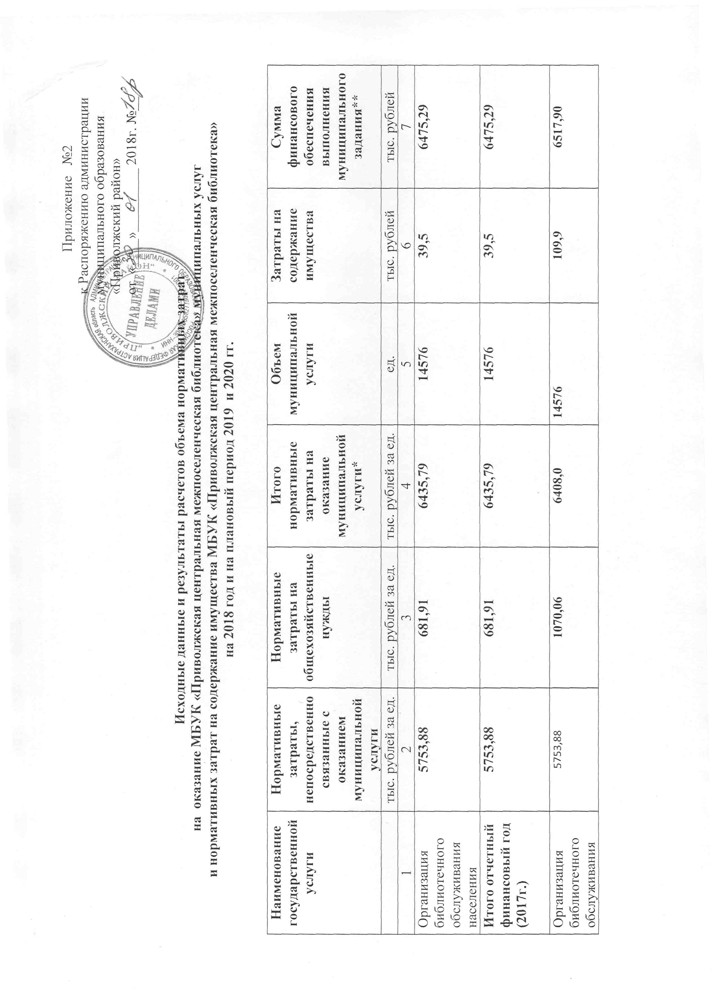 Приложение №2
к Распоряжению администрации
муниципального образования
«Приволжский район»
от «30» 01 2018г. №18р
РОССИЙСКАЯ ФЕДЕРАЦИЯ АСТРАХАНСКАЯ область АДМИНИСТРАЦИЯ МУНИЦИПАЛЬНОГО ОБРАЗОВАНИЯ
„ПРИВОЛЖСКИЙ РАЙОН“
УПРАВЛЕНИЕ
ДЕЛАМИ
Исходные данные и результаты расчетов объема нормативных затрат
на оказание МБУК «Приволжская центральная межпоселенческая библиотека» муниципальных услуг
и нормативных затрат на содержание имущества МБУК «Приволжская центральная межпоселенческая библиотека»
на 2018 год и на плановый период 2019 и 2020 гг.
Наименование
государственной
услуги
Нормативные
затраты,
непосредственно
связанные с
оказанием
муниципальной
услуги
Нормативные
затраты на
общехозяйственные
нужды
Итого
нормативные
затраты на
оказание
муниципальной
услуги*
Объем
муниципальной
услуги
Затраты на
содержание
имущества
Сумма
финансового
обеспечения
выполнения
муниципального
задания**
тыс. рублей за ед. тыс. рублей за ед. тыс. рублей за ед. ед. тыс. рублей тыс. рублей
1 2 3 4 5 6 7
Организация 5753,88 681,91 6435,79 14576 39,5 6475,29
библиотечного
обслуживания
населения
Итого отчетный 5753,88 681,91 6435,79 14576 39,5 6475,29
финансовый год
(2017г.)
Организация 5753,88 1070,06 6408,0 14576 109,9 6517,90
библиотечного
обслуживания